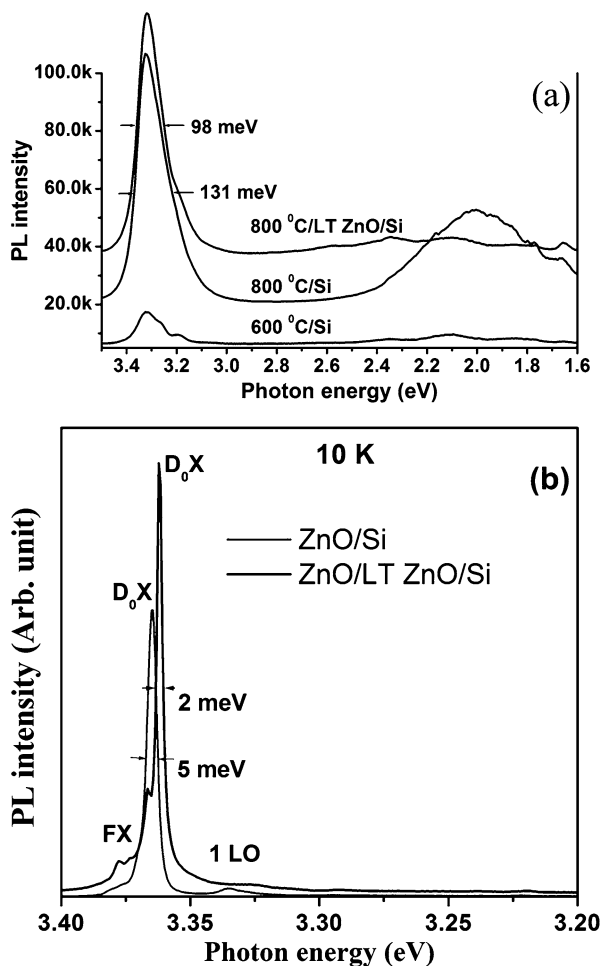 (a)
100.0k
80.0k
60.0k
40.0k
20.0k
PL intensity
98 meV
131 meV
800 ⁰C/LT ZnO/Si
800 ⁰C/Si
600 ⁰C/Si
3.4 3.2 3.0 2.8 2.6 2.4 2.2 2.0 1.8 1.6
Photon energy (eV)
10 K
(b)
D₀X
ZnO/Si
ZnO/LT ZnO/Si
D₀X
2 meV
5 meV
FX
1 LO
PL intensity (Arb. unit)
3.40 3.35 3.30 3.25 3.20
Photon energy (eV)